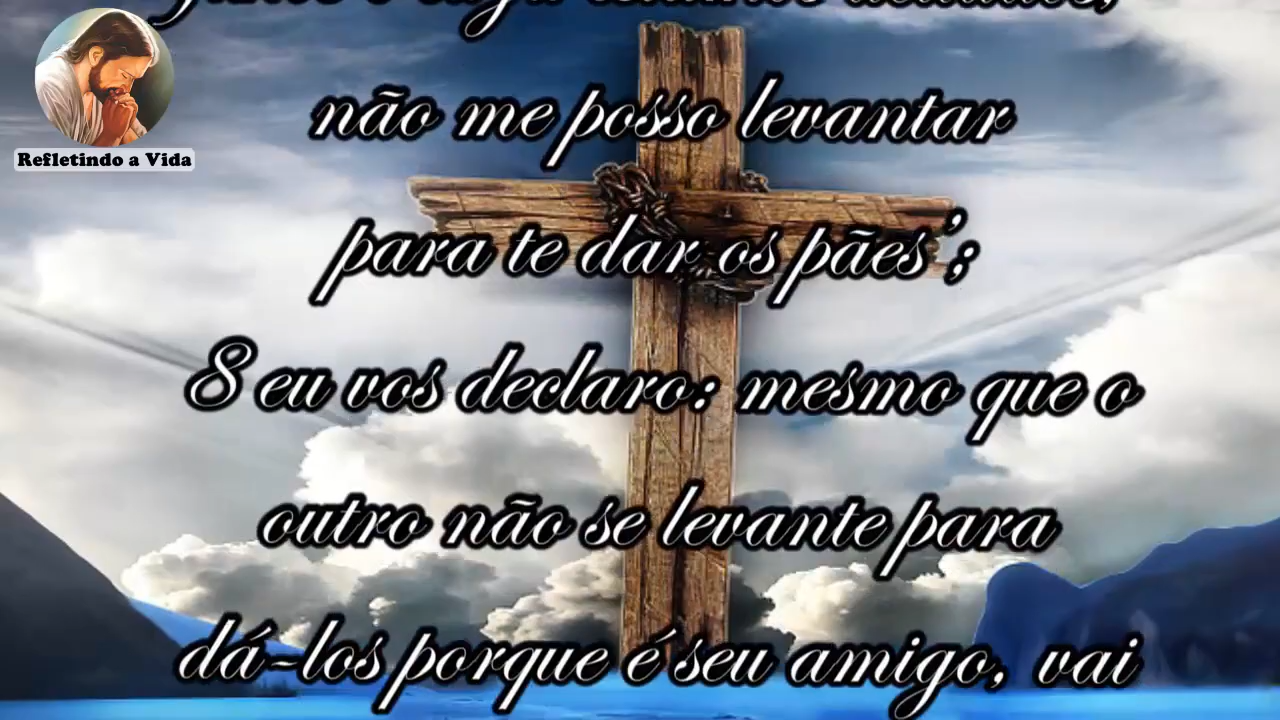 Refletindo a Vida
não me posso levantar
para te dar os pães’;
8 eu vos declaro: mesmo que o
outro não se levante para
dá-los porque é seu amigo, vai